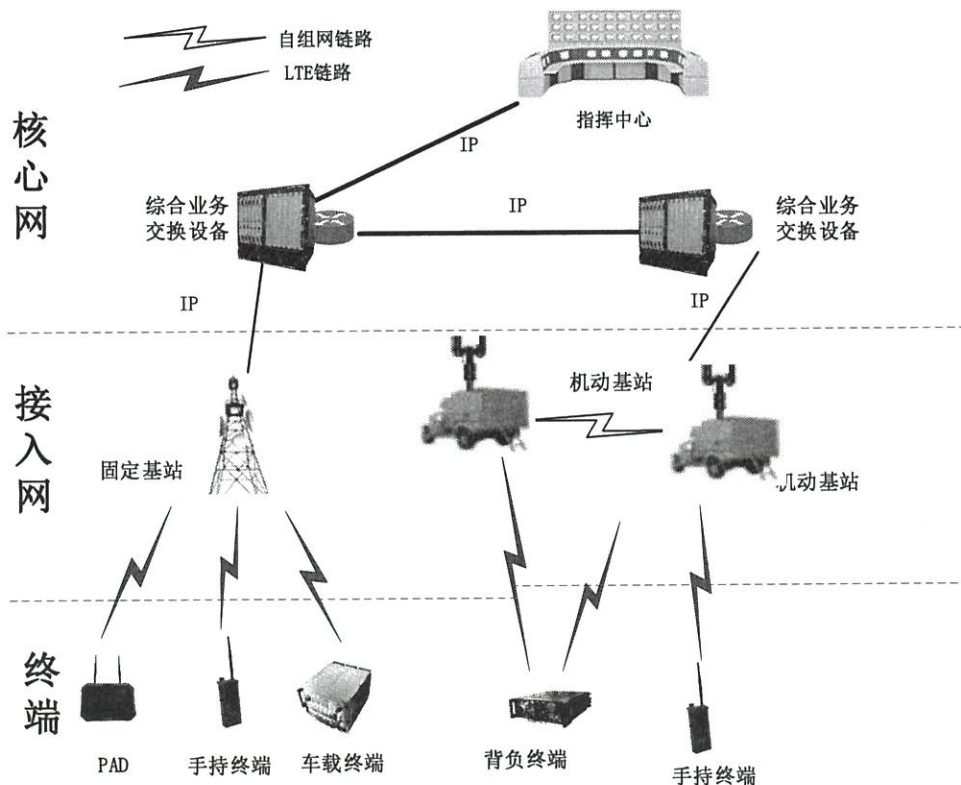 自组网链路
LTE链路
指挥中心
核心网
IP
综合业务
交换设备
IP
综合业务
交换设备
IP
IP
接入网
机动基站
固定基站
机动基站
终端
PAD
手持终端
车载终端
背负终端
手持终端